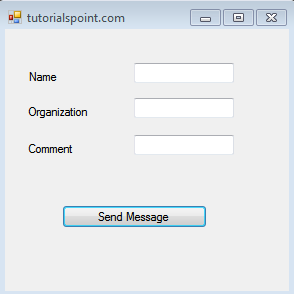 tutorialspoint.com
Name
Organization
Comment
Send Message